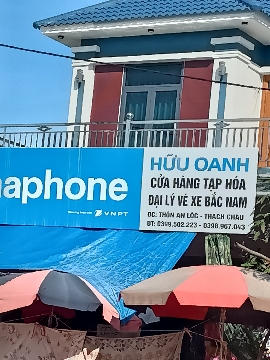 aphone
VNPT
HỮU OANH
CỬA HÀNG TẠP HÓA
ĐẠI LÝ VÉ XE BẮC NAM
ĐC: THÔN AN LỘC - THẠCH CHÂU
ĐT: 0399.502.223 - 0398.967.043